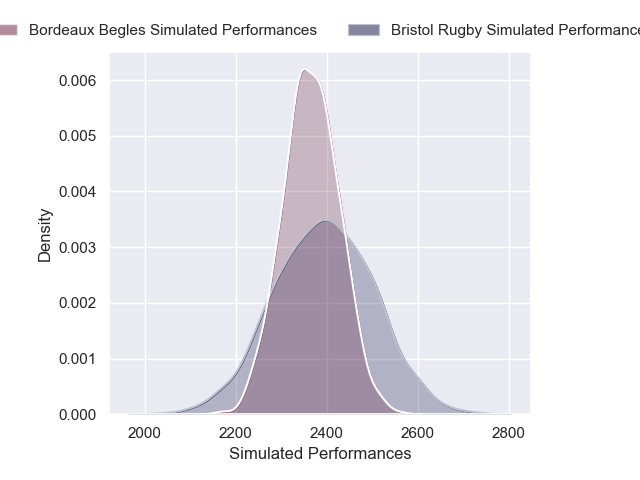 Bordeaux Begles Simulated Performances Bristol Rugby Simulated Performance
0.006
0.005
0.004
0.003
0.002
0.001
0.000
Density
2000 2200 2400 2600 2800
Simulated Performances